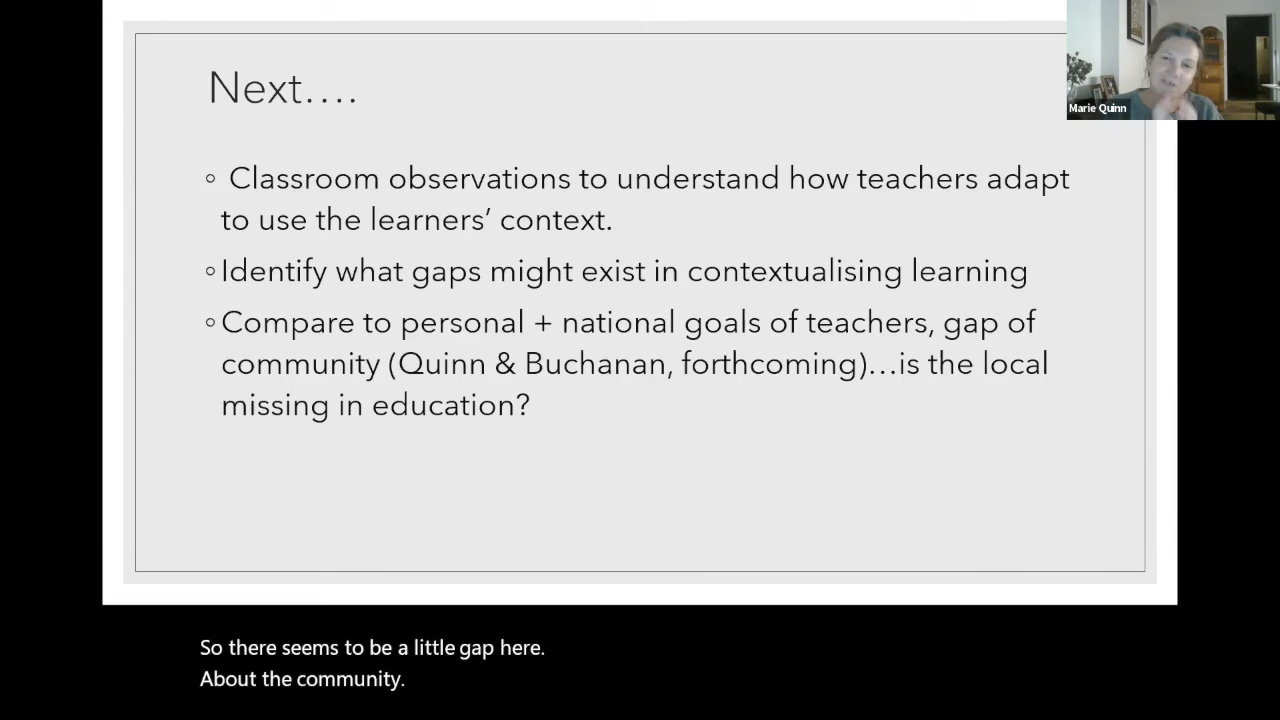 Next….
Marie Quinn
◦ Classroom observations to understand how teachers adapt
to use the learners’ context.
◦Identify what gaps might exist in contextualising learning
◦Compare to personal + national goals of teachers, gap of
community (Quinn & Buchanan, forthcoming)…is the local
missing in education?
So there seems to be a little gap here.
About the community.